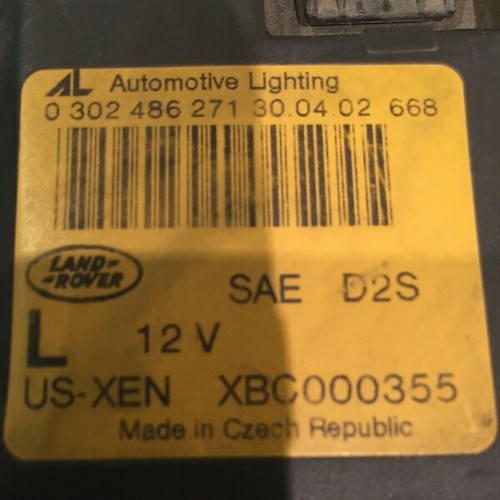 AL Automotive Lighting
0 302 486 271 30.04.02 668
LAND-
-ROVER
SAE D2S
L 12 V
US-XEN XBC000355
Made in Czech Republic